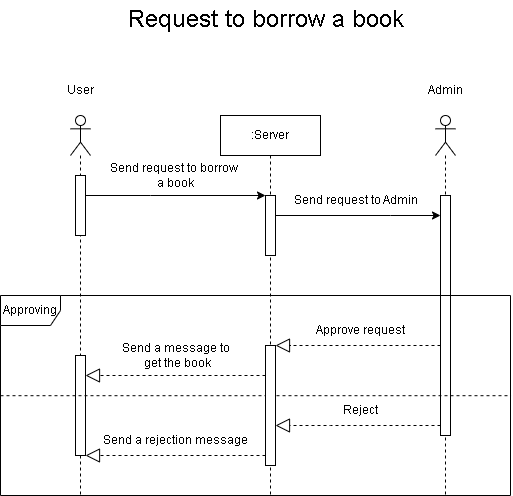 Request to borrow a book
User
Admin
:Server
Send request to borrow
a book
Send request to Admin
Approving
Approve request
Send a message to
get the book
Reject
Send a rejection message